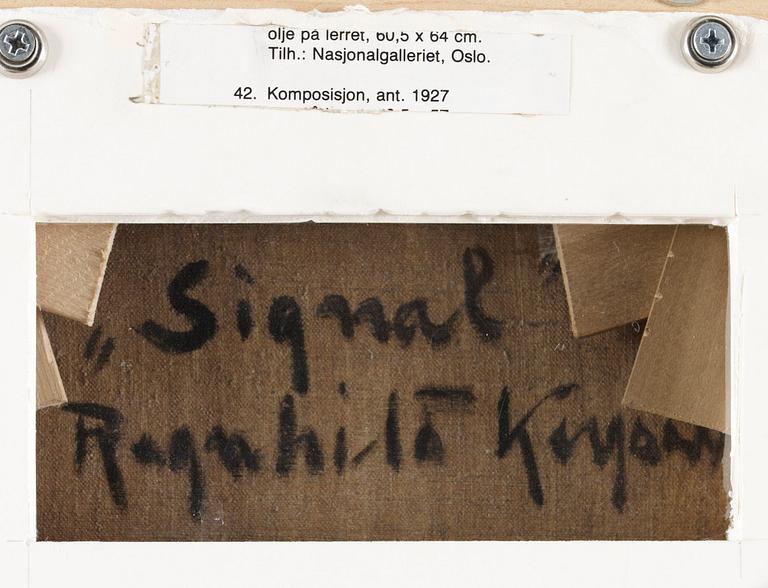 olje på lerret, 60,5 x 64 cm.
Tilh.: Nasjonalgalleriet, Oslo.
42. Komposisjon, ant. 1927
„Signal
Ragnhild Keyser